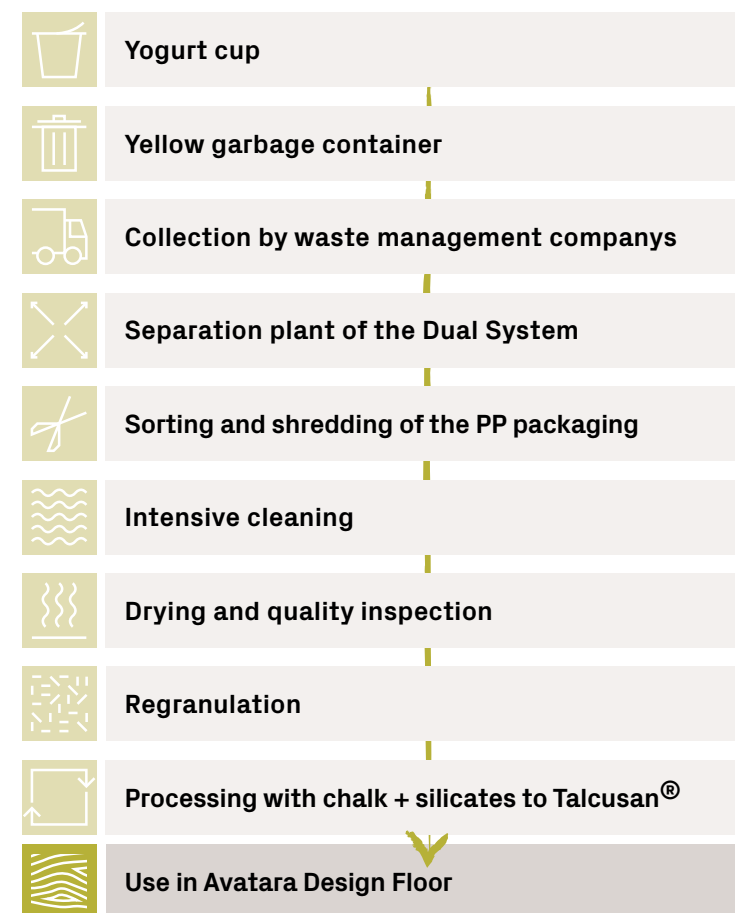 Yogurt cup
Yellow garbage container
Collection by waste management companys
Separation plant of the Dual System
Sorting and shredding of the PP packaging
Intensive cleaning
Drying and quality inspection
Regranulation
Processing with chalk + silicates to Talcusan®
Use in Avatara Design Floor